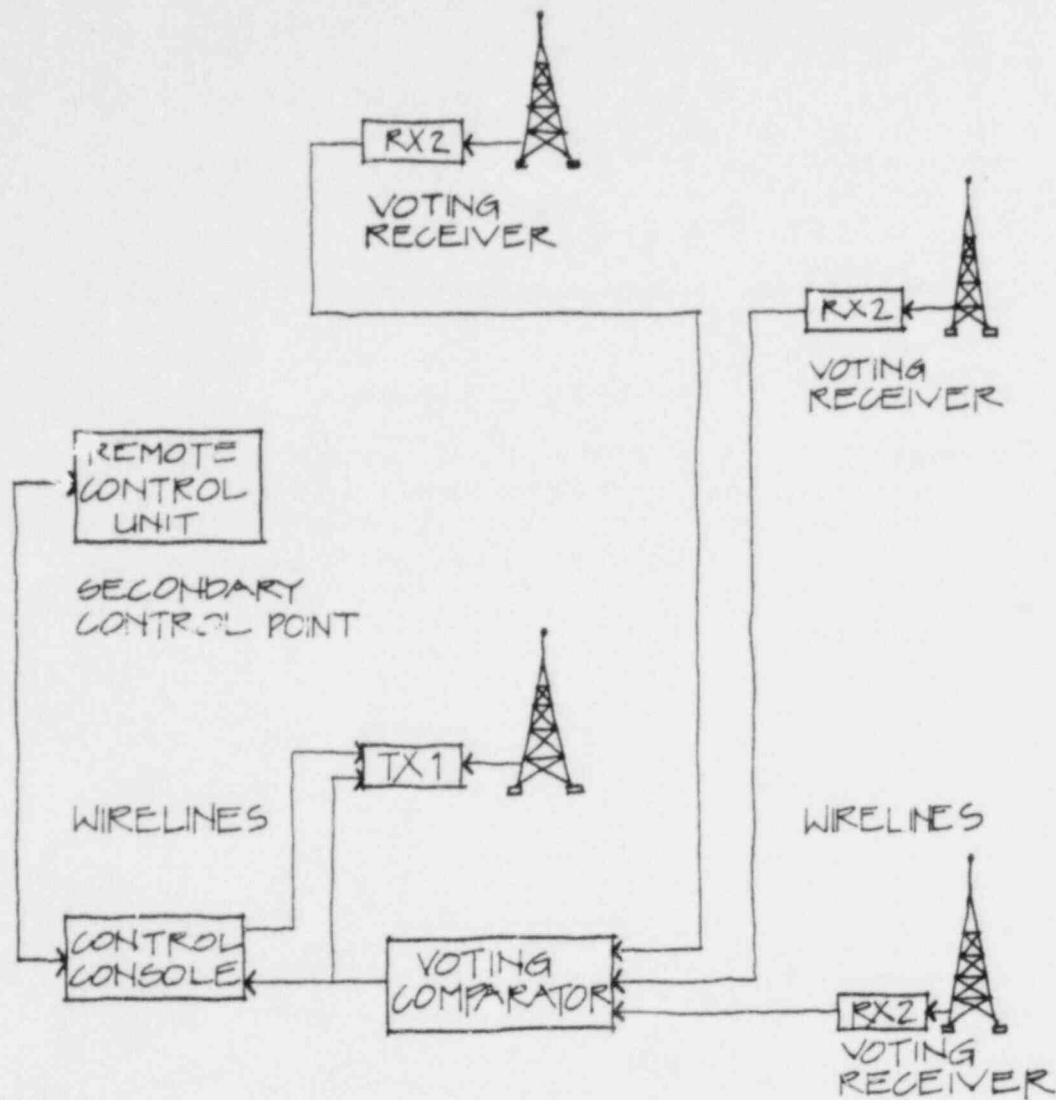 RX2
VOTING
RECEIVER
RX2
VOTING
RECEIVER
REMOTE
CONTROL
UNIT
SECONDARY
CONTROL POINT
TX1
WIRELINES
WIRELINES
CONTROL
CONSOLE
VOTING
COMPARATOR
RX2
VOTING
RECEIVER